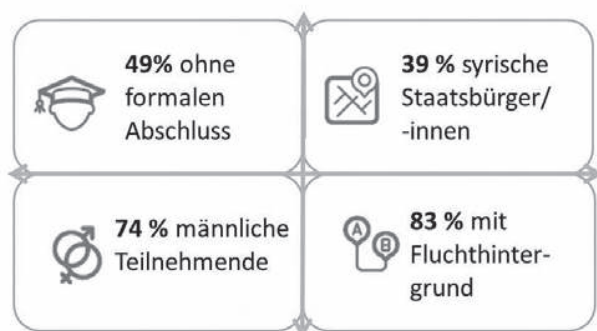 49% ohne
formalen
Abschluss
39 % syrische
Staatsbürger/
-innen
74 % männliche
Teilnehmende
A
B
83 % mit
Fluchthinter-
grund